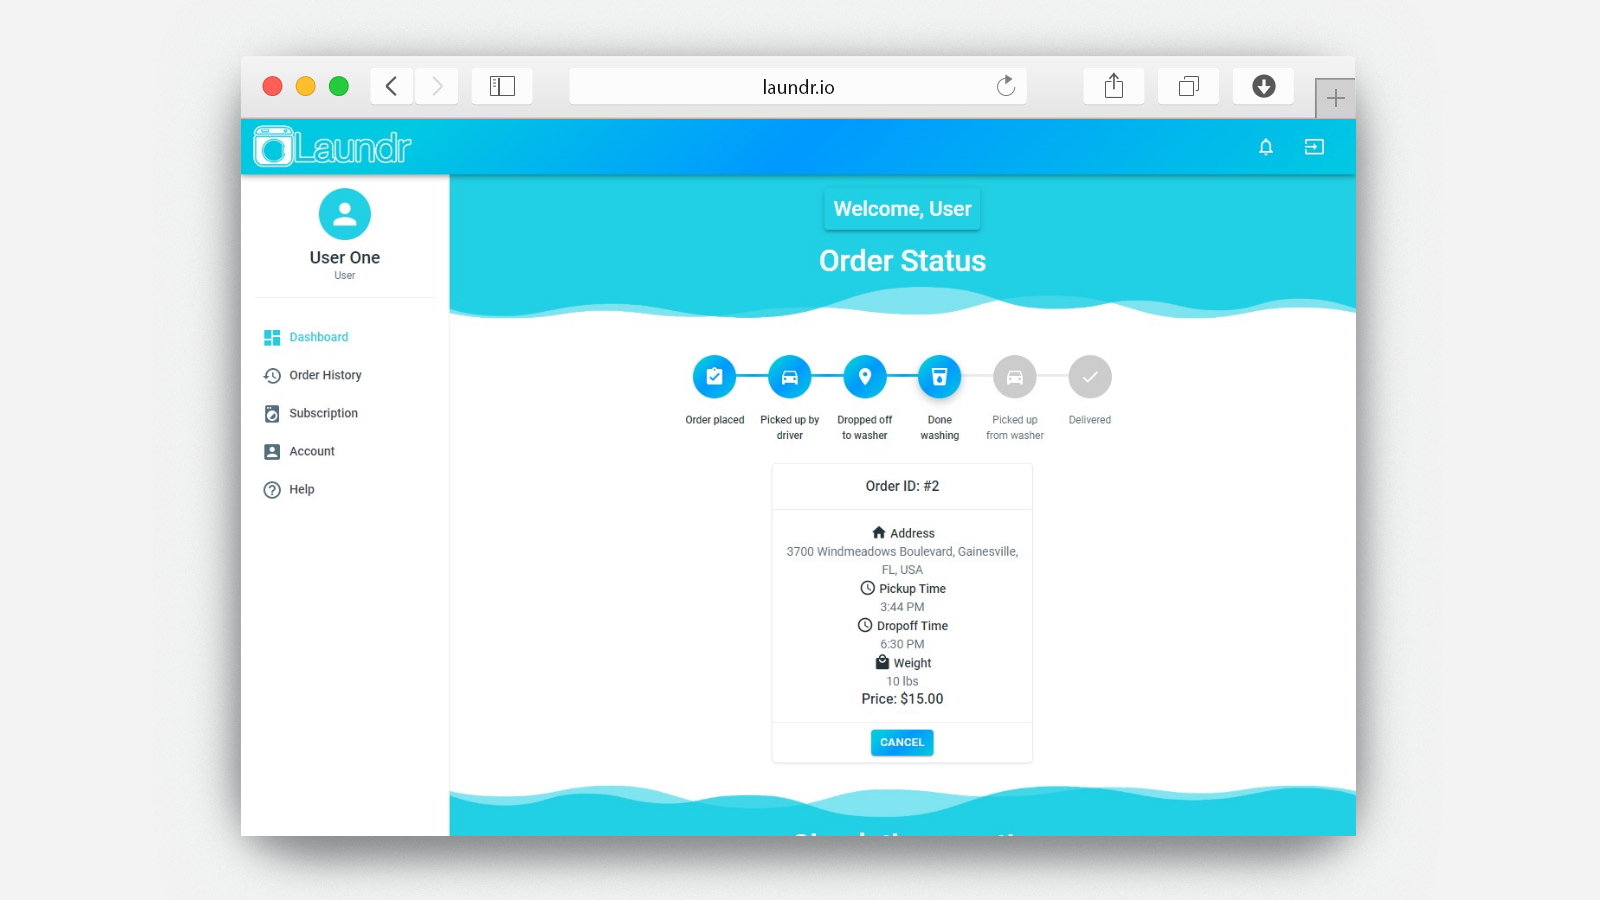 laundr.io
Laundr
Welcome, User
Order Status
User One
User
Dashboard
Order History
Subscription
Account
Help
Order placed
Picked up by
driver
Dropped off
to washer
Done
washing
Picked up
from washer
Delivered
Order ID: #2
Address
3700 Windmeadows Boulevard, Gainesville,
FL, USA
Pickup Time
3:44 PM
Dropoff Time
6:30 PM
Weight
10 lbs
Price: $15.00
CANCEL